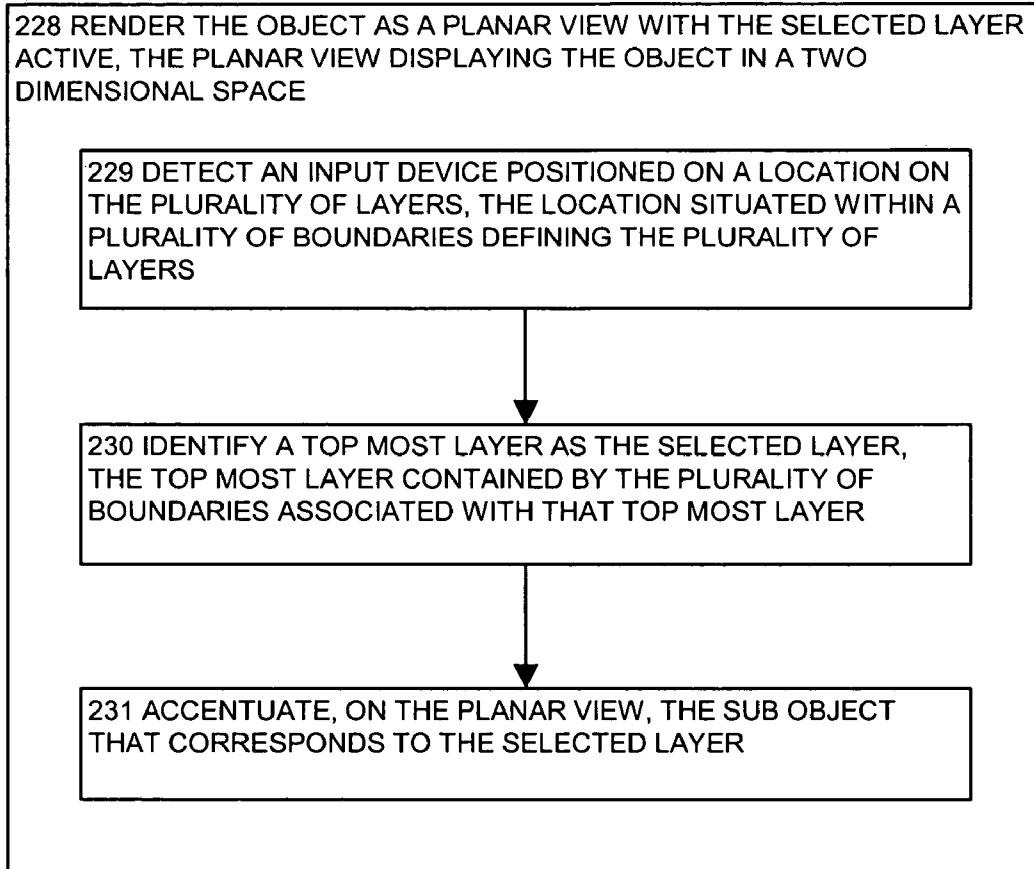 228 RENDER THE OBJECT AS A PLANAR VIEW WITH THE SELECTED LAYER
ACTIVE, THE PLANAR VIEW DISPLAYING THE OBJECT IN A TWO
DIMENSIONAL SPACE
229 DETECT AN INPUT DEVICE POSITIONED ON A LOCATION ON
THE PLURALITY OF LAYERS, THE LOCATION SITUATED WITHIN A
PLURALITY OF BOUNDARIES DEFINING THE PLURALITY OF
LAYERS
230 IDENTIFY A TOP MOST LAYER AS THE SELECTED LAYER,
THE TOP MOST LAYER CONTAINED BY THE PLURALITY OF
BOUNDARIES ASSOCIATED WITH THAT TOP MOST LAYER
231 ACCENTUATE, ON THE PLANAR VIEW, THE SUB OBJECT
THAT CORRESPONDS TO THE SELECTED LAYER